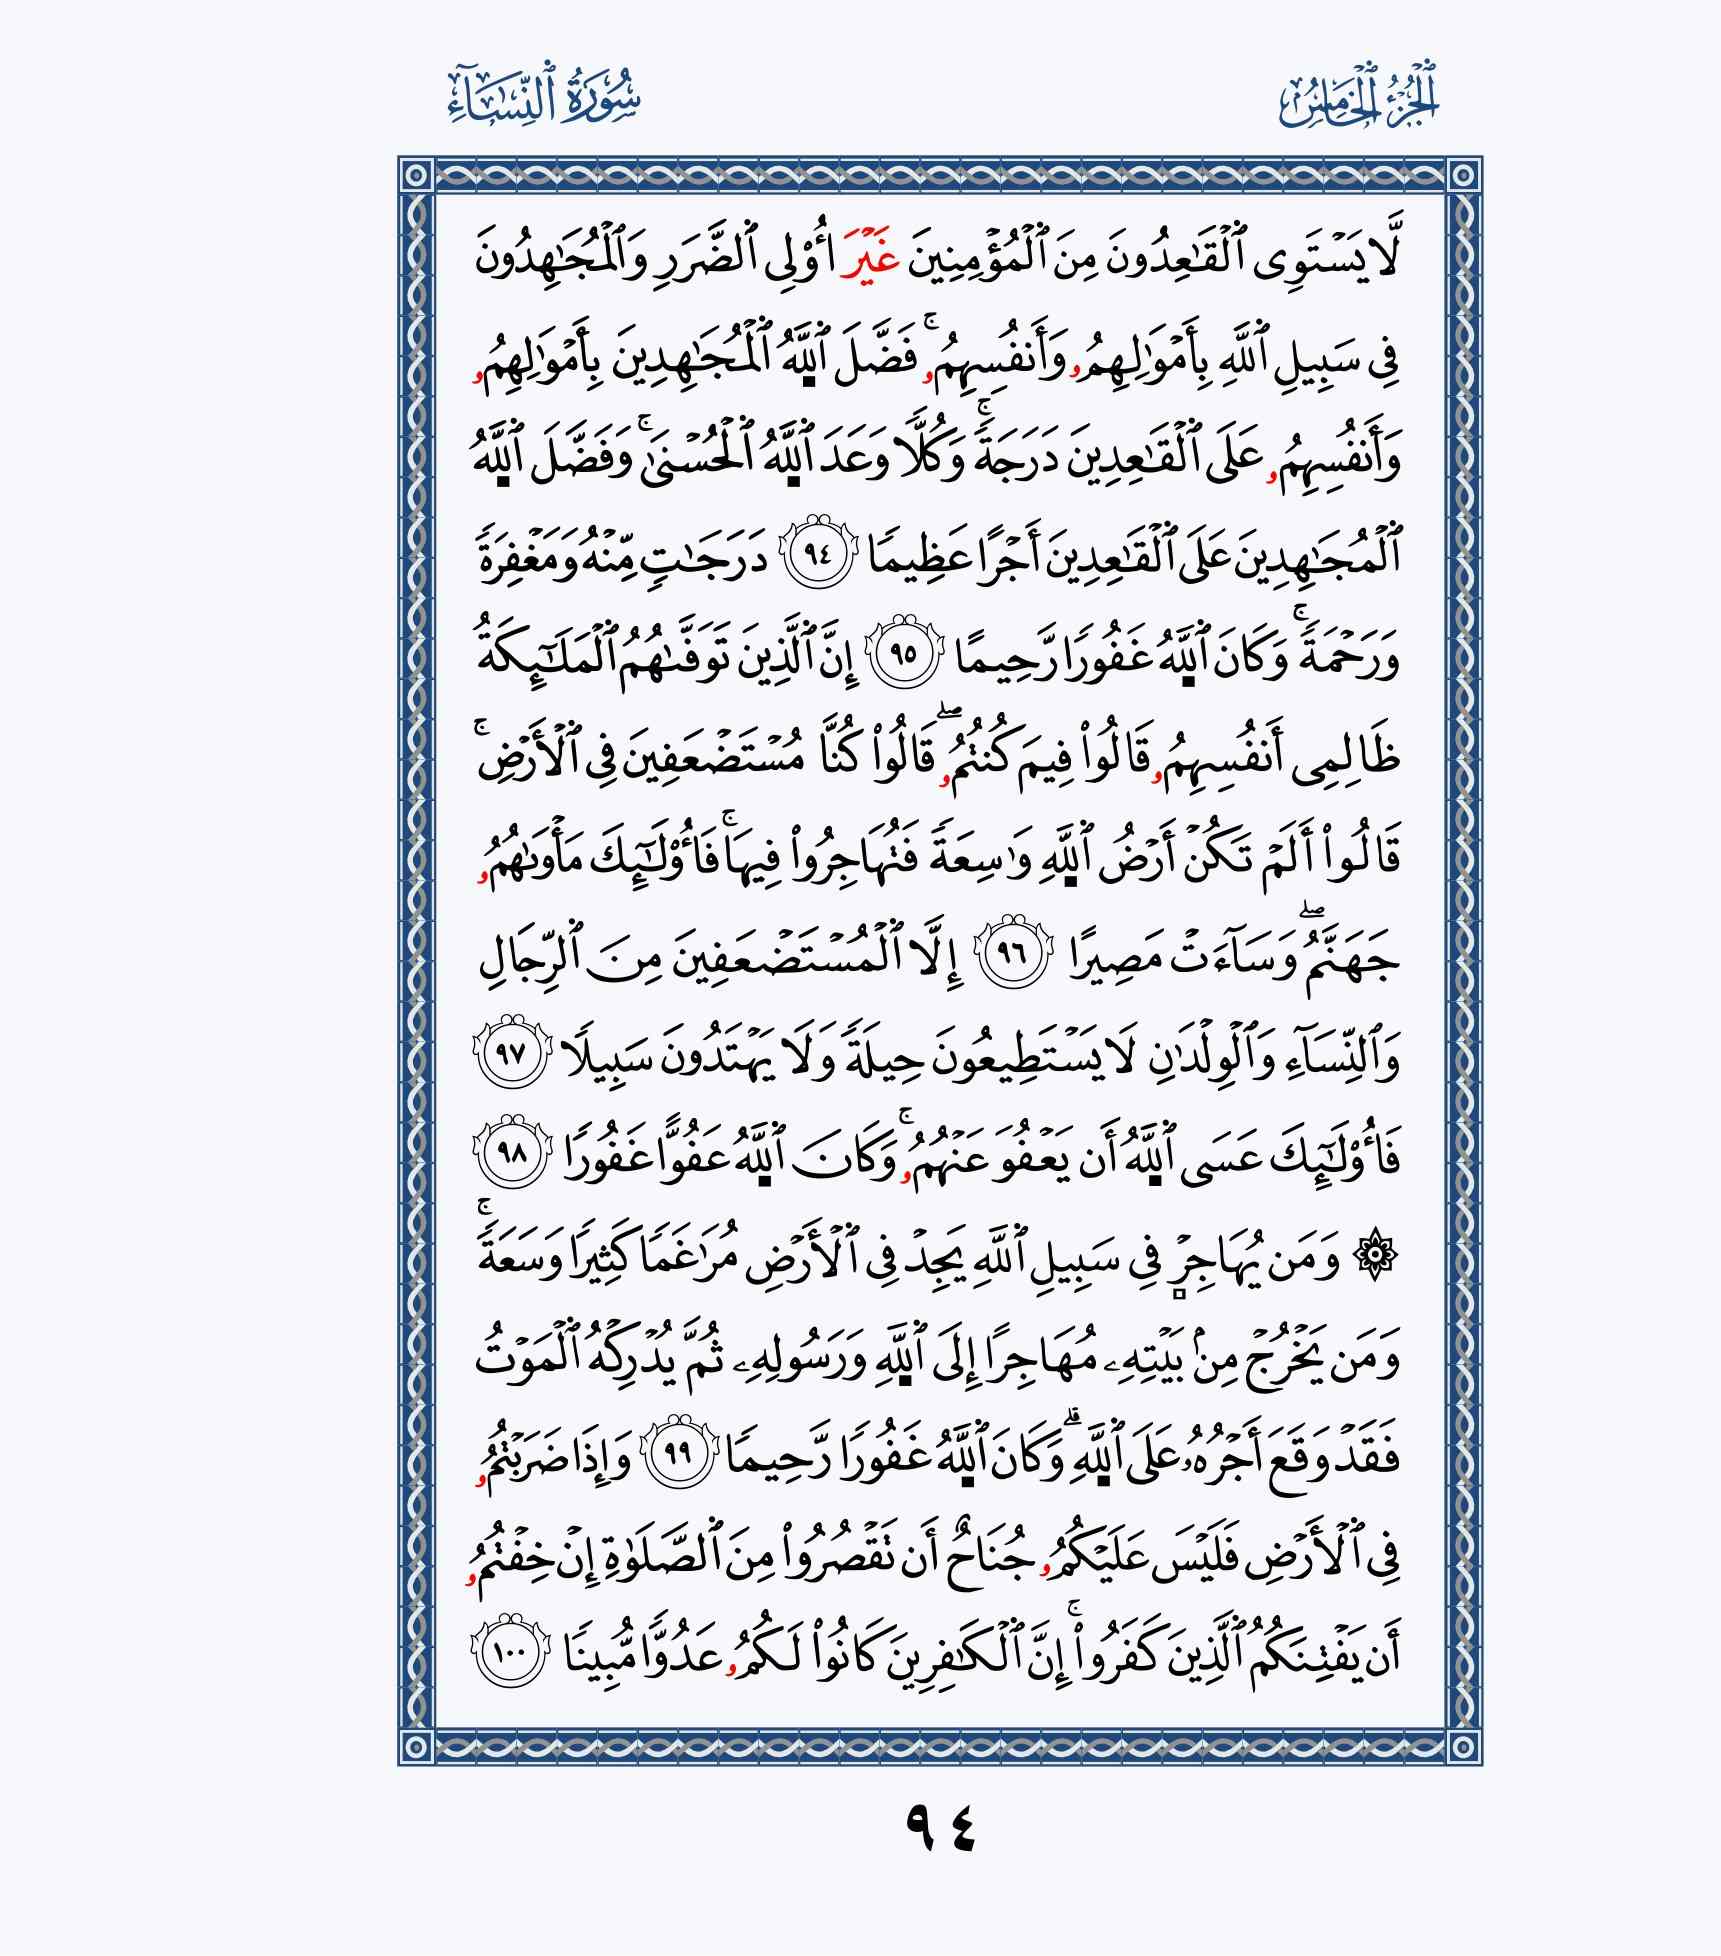 ٱلْجُزْءُ ٱلْخَامِسُ
سُورَةُ ٱلنِّسَآءِ
لَّا يَسْتَوِى ٱلْقَٰعِدُونَ مِنَ ٱلْمُؤْمِنِينَ غَيْرَ أُوْلِى ٱلضَّرَرِ وَٱلْمُجَٰهِدُونَ
فِى سَبِيلِ ٱللَّهِ بِأَمْوَٰلِهِمُۥ وَأَنفُسِهِمُۥ ۚ فَضَّلَ ٱللَّهُ ٱلْمُجَٰهِدِينَ بِأَمْوَٰلِهِمُۥ
وَأَنفُسِهِمُۥ عَلَى ٱلْقَٰعِدِينَ دَرَجَةً ۚ وَكُلًّا وَعَدَ ٱللَّهُ ٱلْحُسْنَىٰ ۚ وَفَضَّلَ ٱللَّهُ
ٱلْمُجَٰهِدِينَ عَلَى ٱلْقَٰعِدِينَ أَجْرًا عَظِيمًا ٩٤ دَرَجَٰتٍ مِّنْهُ وَمَغْفِرَةً
وَرَحْمَةً ۚ وَكَانَ ٱللَّهُ غَفُورًا رَّحِيمًا ٩٥ إِنَّ ٱلَّذِينَ تَوَفَّىٰهُمُ ٱلْمَلَٰٓئِكَةُ
ظَالِمِى أَنفُسِهِمُۥ قَالُواْ فِيمَ كُنتُمُۥ ۖ قَالُواْ كُنَّا مُسْتَضْعَفِينَ فِى ٱلْأَرْضِ ۚ
قَالُواْ أَلَمْ تَكُنْ أَرْضُ ٱللَّهِ وَٰسِعَةً فَتُهَاجِرُواْ فِيهَا ۚ فَأُوْلَٰٓئِكَ مَأْوَىٰهُمُۥ
جَهَنَّمُ ۖ وَسَآءَتْ مَصِيرًا ٩٦ إِلَّا ٱلْمُسْتَضْعَفِينَ مِنَ ٱلرِّجَالِ
وَٱلنِّسَآءِ وَٱلْوِلْدَٰنِ لَا يَسْتَطِيعُونَ حِيلَةً وَلَا يَهْتَدُونَ سَبِيلًا ٩٧
فَأُوْلَٰٓئِكَ عَسَى ٱللَّهُ أَن يَعْفُوَ عَنْهُمُۥ ۚ وَكَانَ ٱللَّهُ عَفُوًّا غَفُورًا ٩٨
۞ وَمَن يُهَاجِرْ فِى سَبِيلِ ٱللَّهِ يَجِدْ فِى ٱلْأَرْضِ مُرَٰغَمًا كَثِيرًا وَسَعَةً ۚ
وَمَن يَخْرُجْ مِنۢ بَيْتِهِۦ مُهَاجِرًا إِلَى ٱللَّهِ وَرَسُولِهِۦ ثُمَّ يُدْرِكْهُ ٱلْمَوْتُ
فَقَدْ وَقَعَ أَجْرُهُۥ عَلَى ٱللَّهِ ۗ وَكَانَ ٱللَّهُ غَفُورًا رَّحِيمًا ٩٩ وَإِذَا ضَرَبْتُمُۥ
فِى ٱلْأَرْضِ فَلَيْسَ عَلَيْكُمُۥ جُنَاحٌ أَن تَقْصُرُواْ مِنَ ٱلصَّلَوٰةِ إِنْ خِفْتُمُۥ
أَن يَفْتِنَكُمُ ٱلَّذِينَ كَفَرُواْ ۚ إِنَّ ٱلْكَٰفِرِينَ كَانُواْ لَكُمُۥ عَدُوًّا مُّبِينًا ١٠٠
٩٤